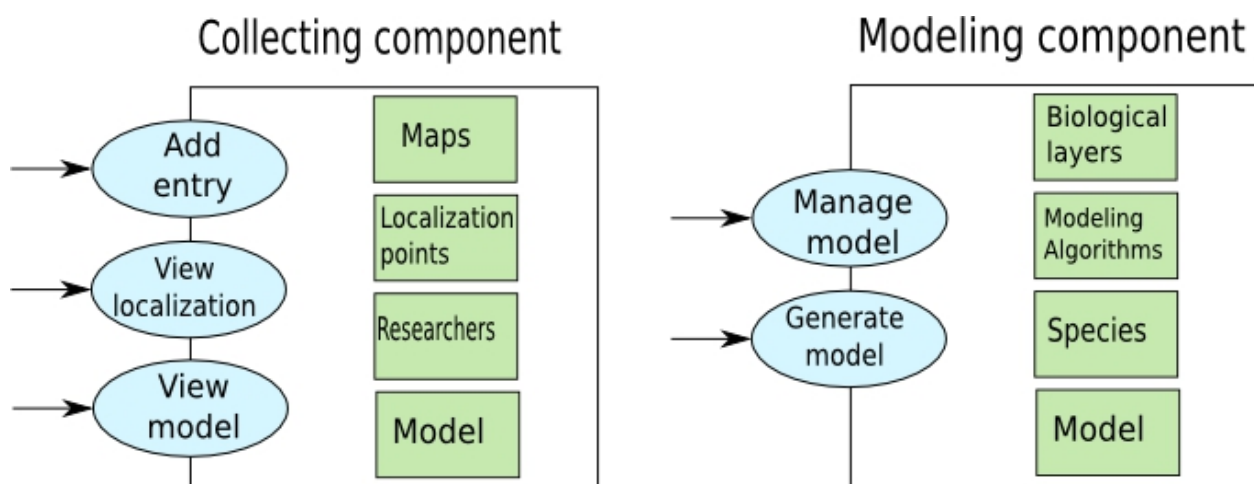 Collecting component
Add
entry
View
localization
View
model
Maps
Localization
points
Researchers
Model
Modeling component
Manage
model
Generate
model
Biological
layers
Modeling
Algorithms
Species
Model